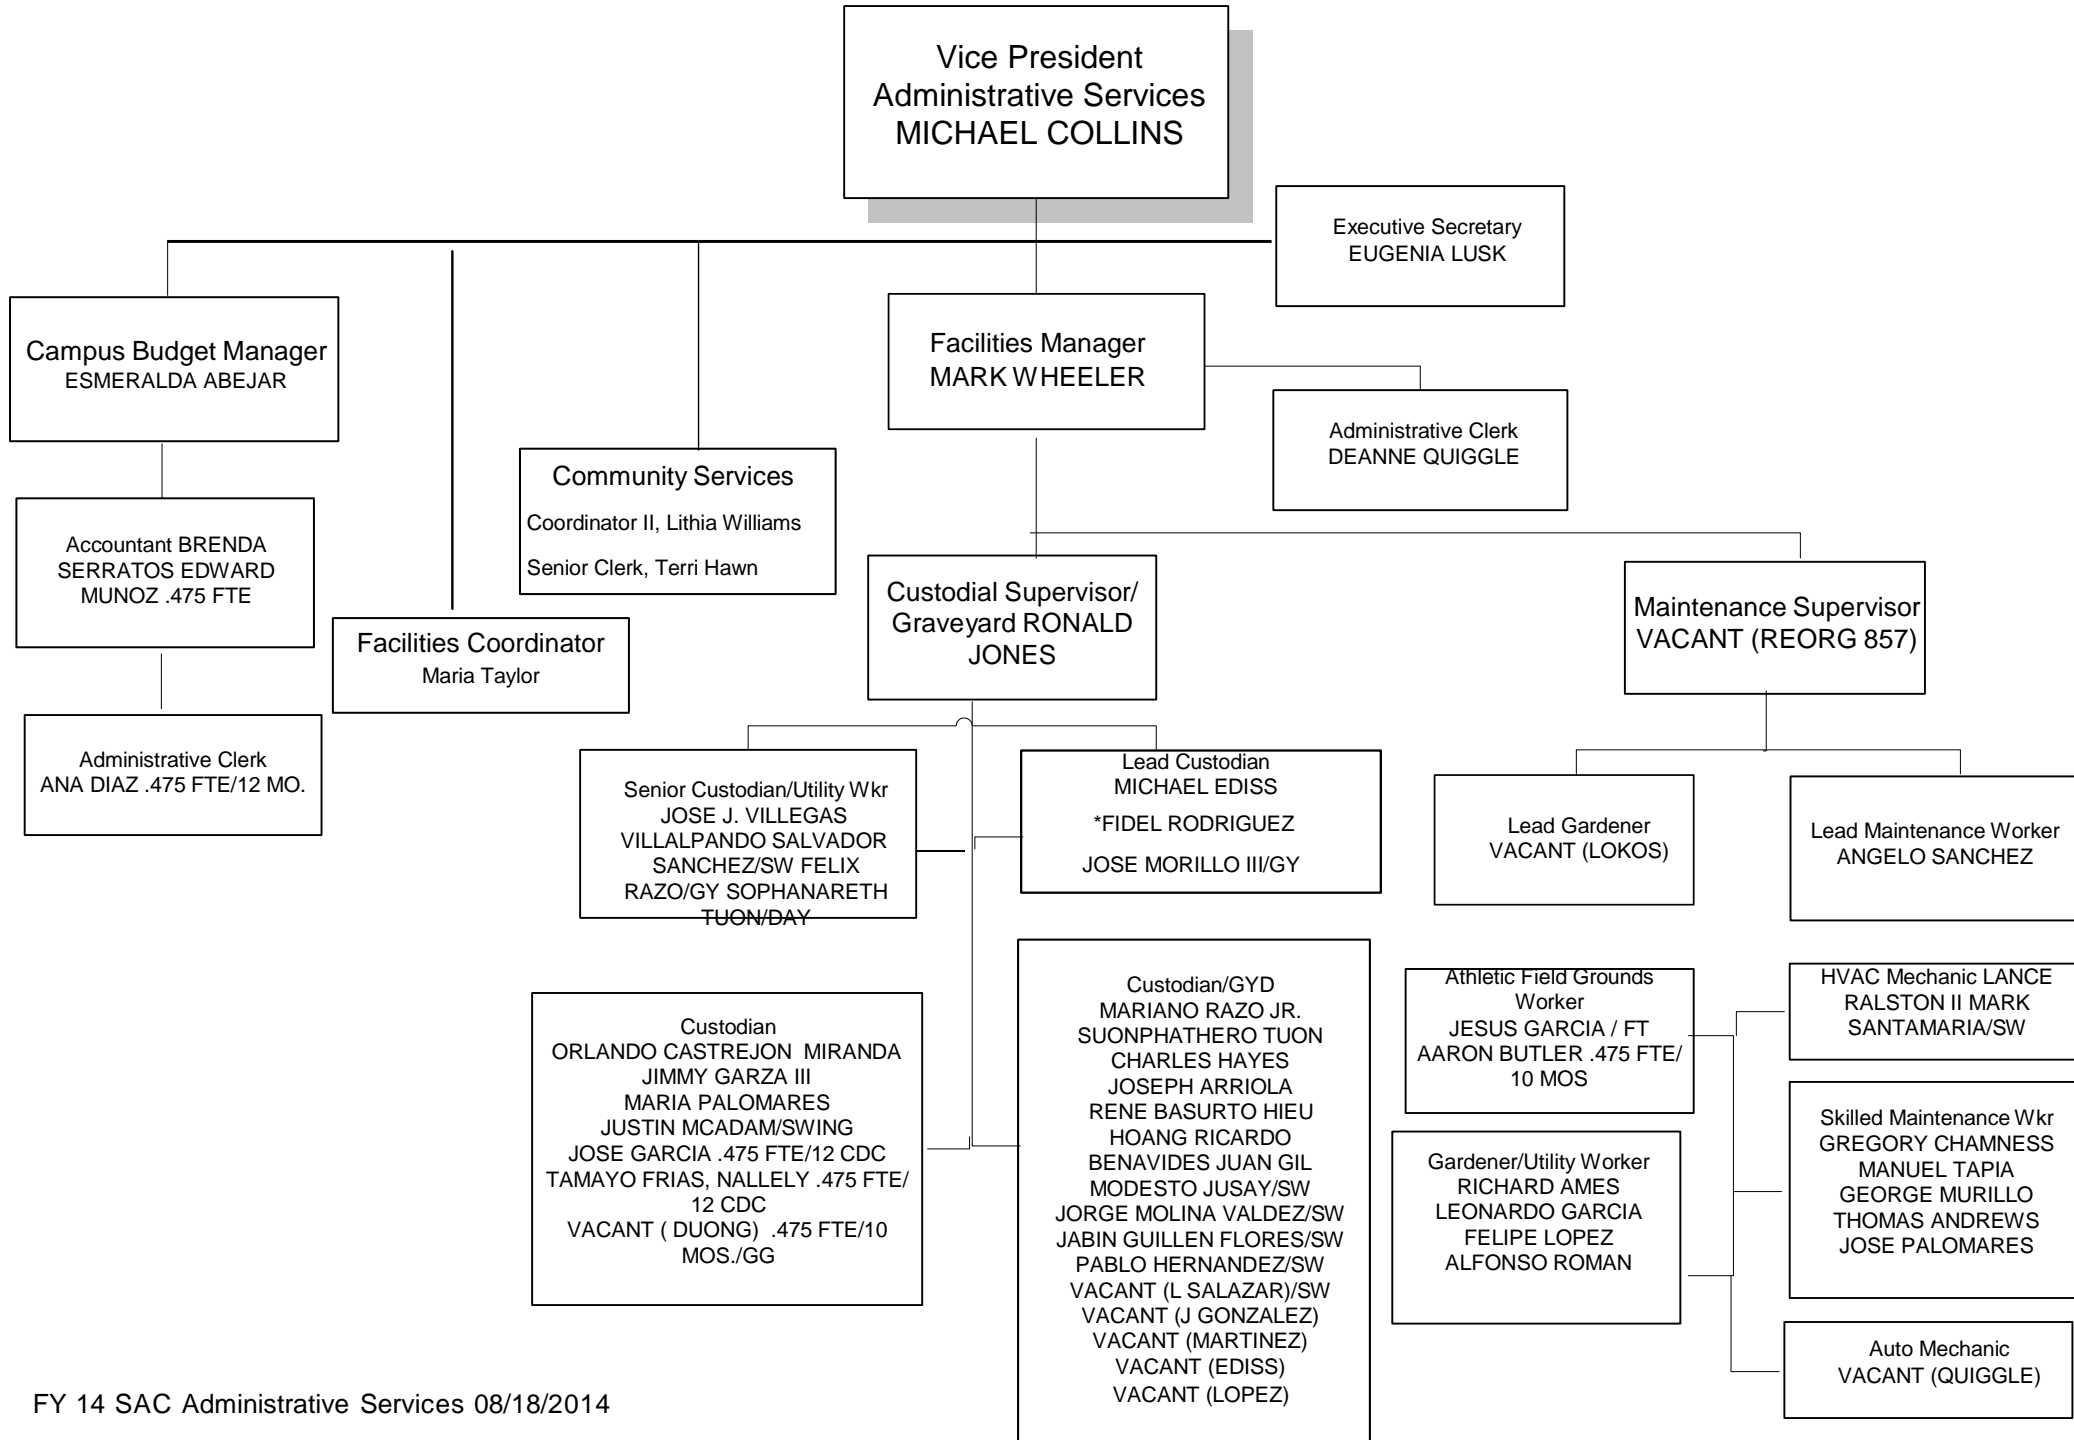 Vice President
Administrative Services
MICHAEL COLLINS
Executive Secretary
EUGENIA LUSK
Campus Budget Manager
ESMERALDA ABEJAR
Facilities Manager
MARK WHEELER
Administrative Clerk
DEANNE QUIGGLE
Accountant BRENDA
SERRATOS EDWARD
MUNOZ .475 FTE
Community Services
Coordinator II, Lithia Williams
Senior Clerk, Terri Hawn
Facilities Coordinator
Maria Taylor
Administrative Clerk
ANA DIAZ .475 FTE/12 MO.
Custodial Supervisor/
Graveyard RONALD
JONES
Maintenance Supervisor
VACANT (REORG 857)
Senior Custodian/Utility Wkr
JOSE J. VILLEGAS
VILLALPANDO SALVADOR
SANCHEZ/SW FELIX
RAZO/GY SOPHANARETH
TUON/DAY
Lead Custodian
MICHAEL EDISS
*FIDEL RODRIGUEZ
JOSE MORILLO III/GY
Lead Gardener
VACANT (LOKOS)
Lead Maintenance Worker
ANGELO SANCHEZ
Custodian
ORLANDO CASTREJON  MIRANDA
JIMMY GARZA III
MARIA PALOMARES
JUSTIN MCADAM/SWING
JOSE GARCIA .475 FTE/12 CDC
TAMAYO FRIAS, NALLELY .475 FTE/
12 CDC
VACANT ( DUONG)  .475 FTE/10
MOS./GG
Custodian/GYD
MARIANO RAZO JR.
SUONPHATHERO TUON
CHARLES HAYES
JOSEPH ARRIOLA
RENE BASURTO HIEU
HOANG RICARDO
BENAVIDES JUAN GIL
MODESTO JUSAY/SW
JORGE MOLINA VALDEZ/SW
JABIN GUILLEN FLORES/SW
PABLO HERNANDEZ/SW
VACANT (L SALAZAR)/SW
VACANT (J GONZALEZ)
VACANT (MARTINEZ)
VACANT (EDISS)
VACANT (LOPEZ)
Athletic Field Grounds
Worker
JESUS GARCIA / FT
AARON BUTLER .475 FTE/
10 MOS
HVAC Mechanic LANCE
RALSTON II MARK
SANTAMARIA/SW
Gardener/Utility Worker
RICHARD AMES
LEONARDO GARCIA
FELIPE LOPEZ
ALFONSO ROMAN
Skilled Maintenance Wkr
GREGORY CHAMNESS
MANUEL TAPIA
GEORGE MURILLO
THOMAS ANDREWS
JOSE PALOMARES
Auto Mechanic
VACANT (QUIGGLE)
FY 14 SAC Administrative Services 08/18/2014